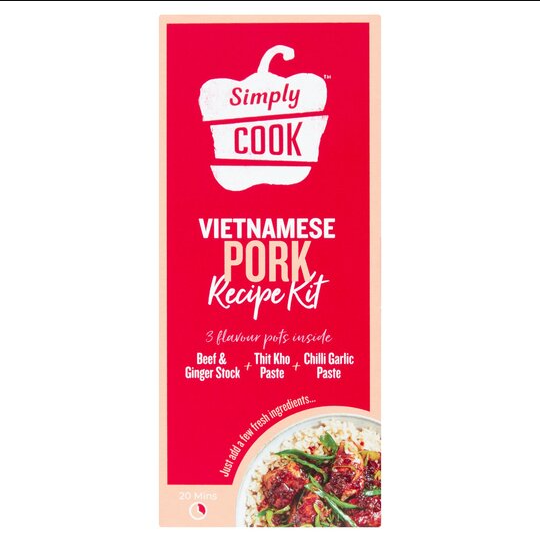 Simply
™
COOK
VIETNAMESE
PORK
Recipe Kit
3 flavour pots inside
Beef & Ginger Stock + Thit Kho Paste + Chilli Garlic Paste
Just add a few fresh ingredients...
20 Mins